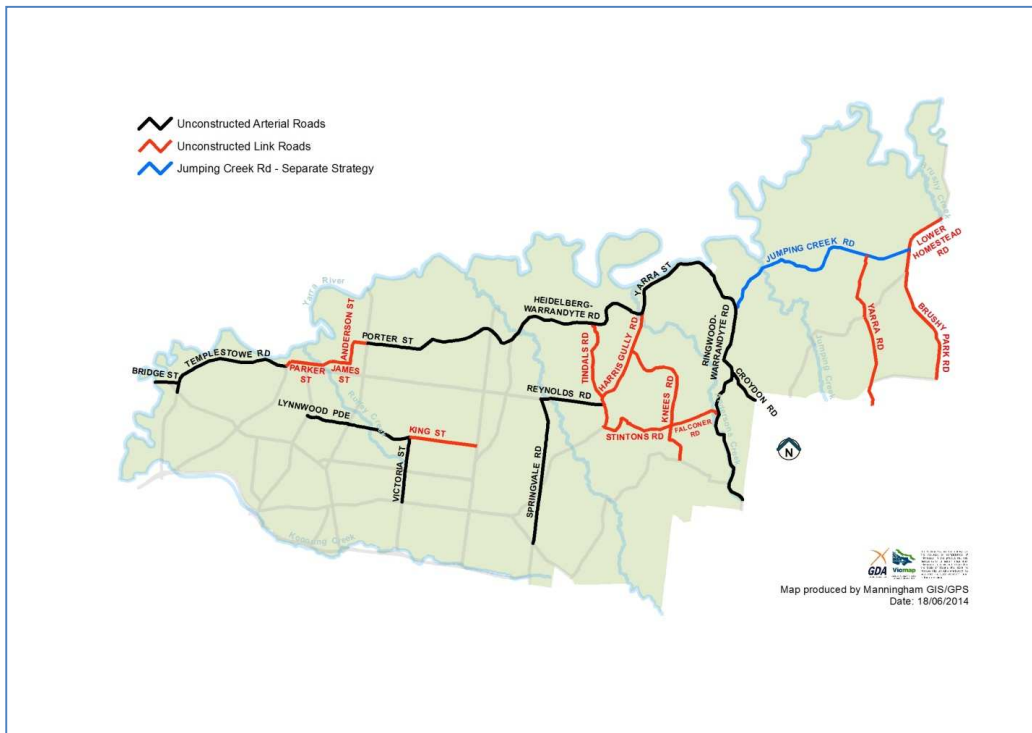 Unconstructed Arterial Roads
Unconstructed Link Roads
Jumping Creek Rd - Separate Strategy
JUMPING CREEK RD
LOWER
HOMESTEAD
RD
BRUSHY PARK RD
YARRA RD
YARRA ST
HEIDELBERG-
WARRANDYTE RD
RINGWOOD-
WARRANDYTE RD
Yarra River
ANDERSON ST
PORTER ST
TINDALS RD
HARRIS GULLY RD
TEMPLESTOWE RD
BRIDGE ST
PARKER
ST
JAMES
ST
REYNOLDS RD
KNEES RD
CROYDON RD
Jumping Creek
LYNNWOOD PDE
KING ST
STINTONS RD
FALCONER
RD
VICTORIA ST
SPRINGVALE RD
N
Koonung Creek
GDA
Vicmap
Map produced by Manningham GIS/GPS
Date: 18/06/2014